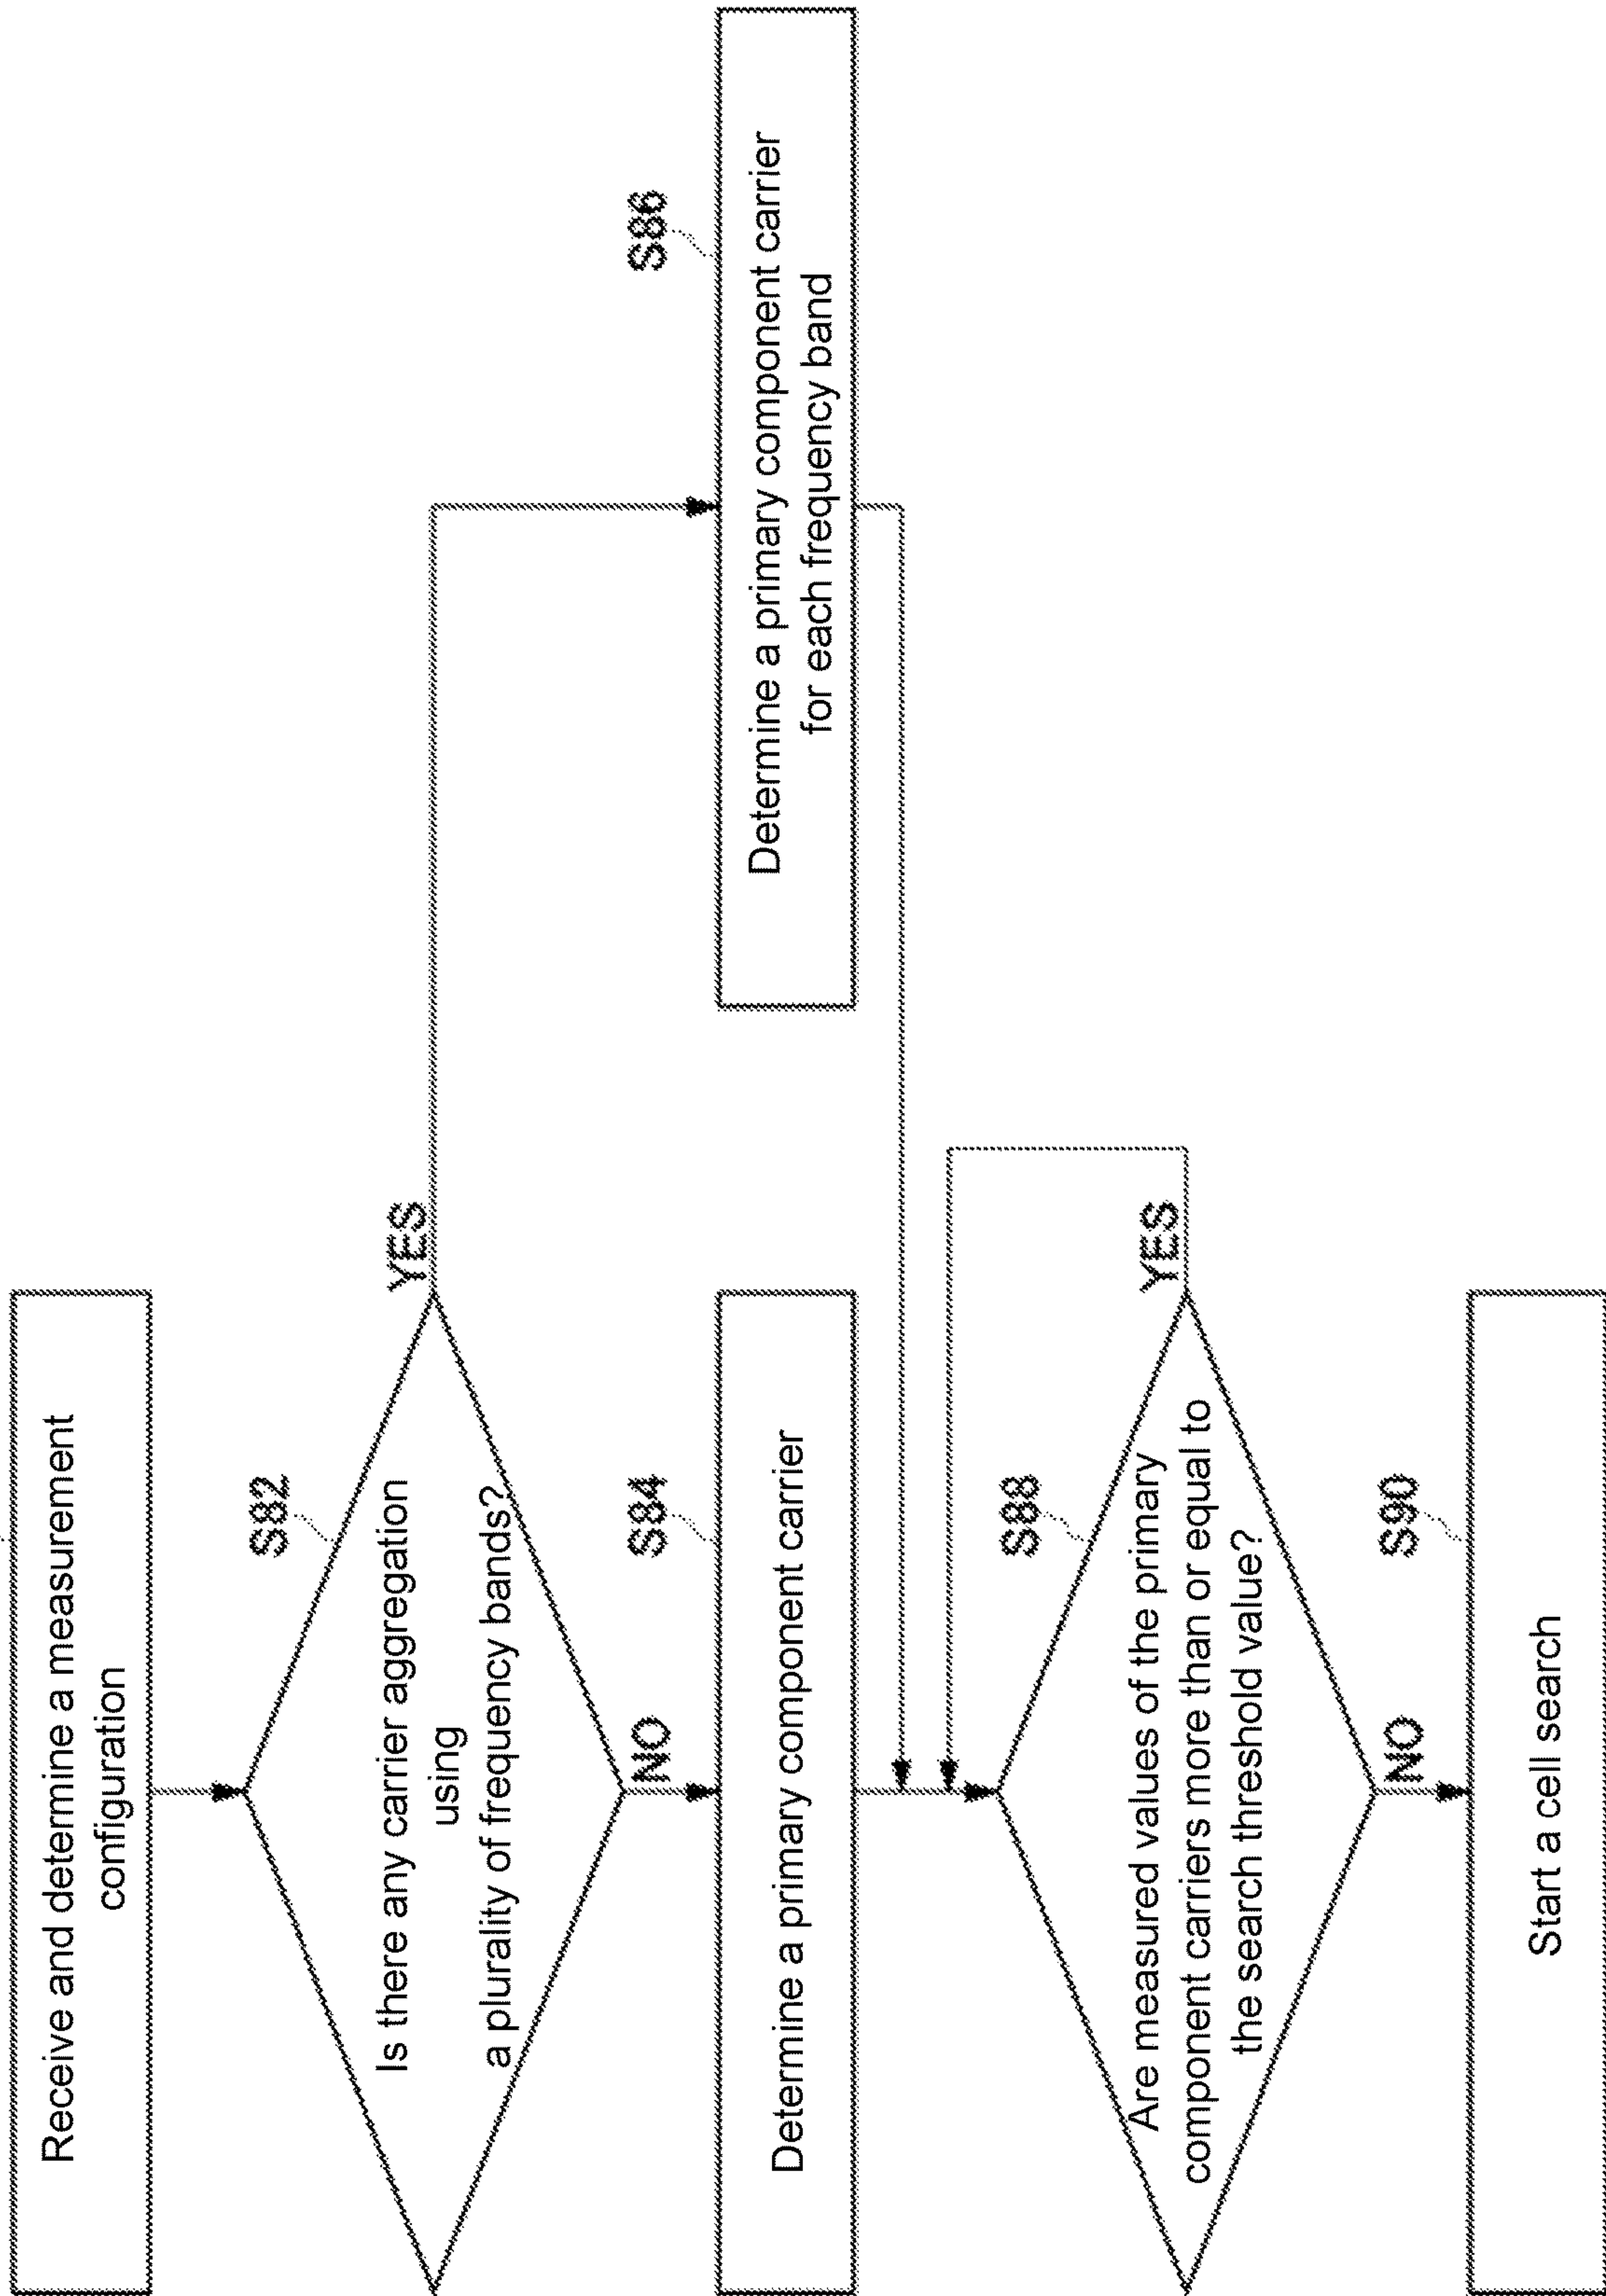 Receive and determine a measurement
configuration
S82
Is there any carrier aggregation
using
a plurality of frequency bands?
YES
NO
S84
Determine a primary component carrier
S86
Determine a primary component carrier
for each frequency band
S88
Are measured values of the primary
component carriers more than or equal to
the search threshold value?
YES
NO
S90
Start a cell search